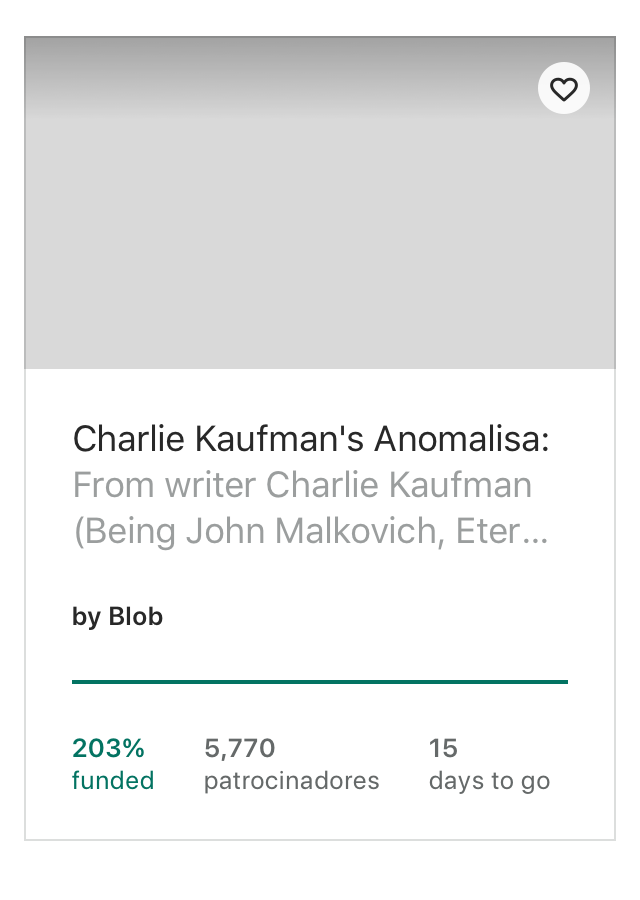 Charlie Kaufman's Anomalisa:
From writer Charlie Kaufman
(Being John Malkovich, Eter...
by Blob
203% 5,770 15
funded patrocinadores days to go